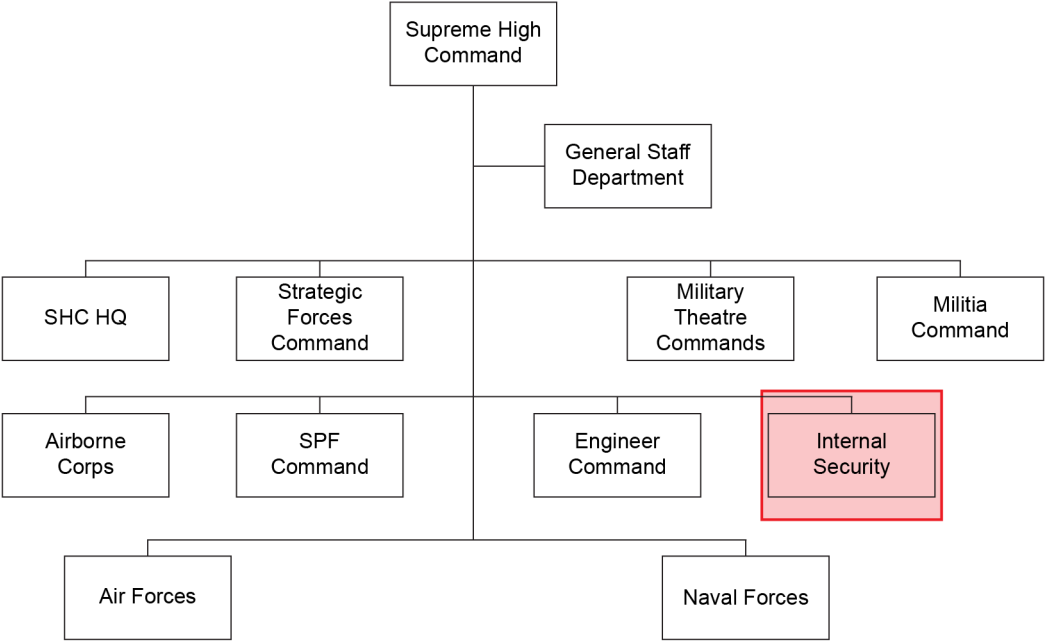 Supreme High
Command
General Staff
Department
SHC HQ
Strategic
Forces
Command
Military
Theatre
Commands
Militia
Command
Airborne
Corps
SPF
Command
Engineer
Command
Internal
Security
Air Forces
Naval Forces